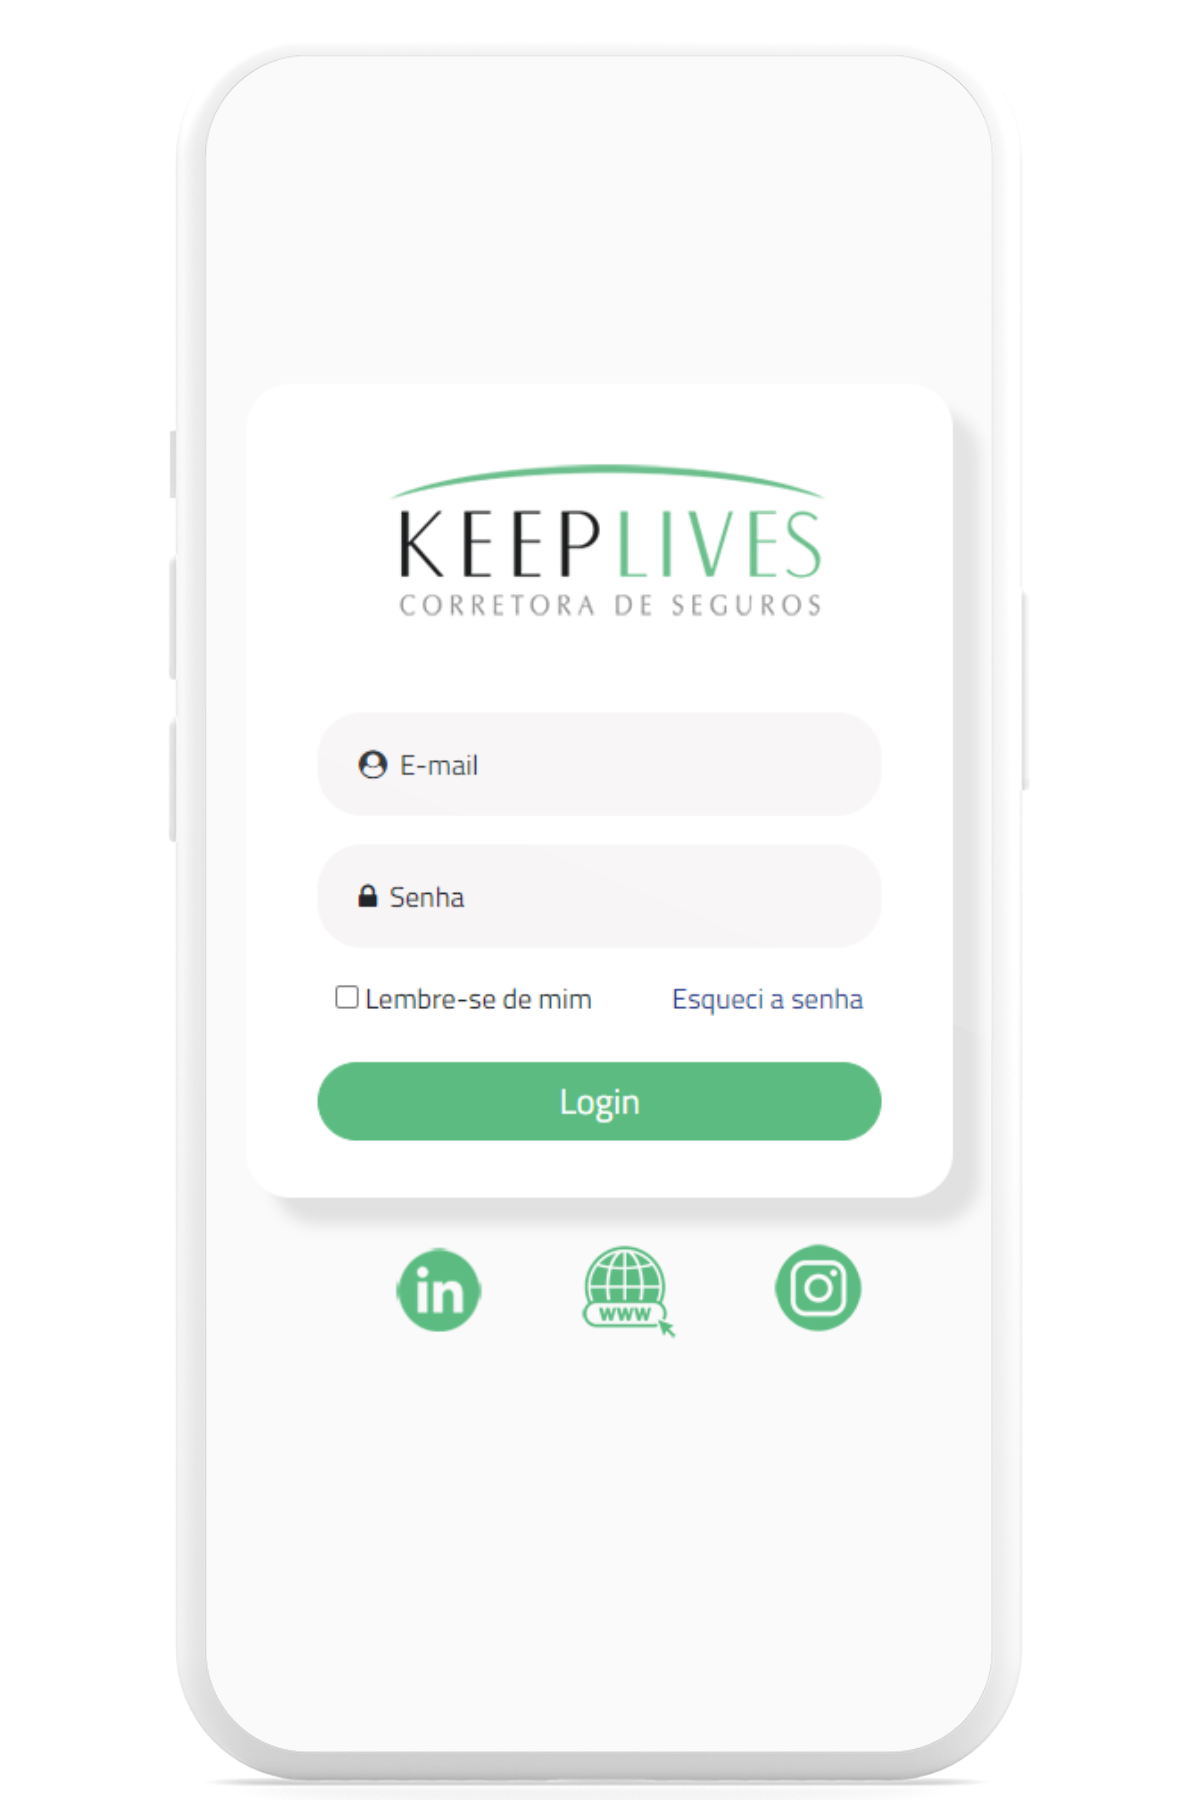 KEEPLIVES
CORRETORA DE SEGUROS
E-mail
Senha
Lembre-se de mim
Esqueci a senha
Login
in
www